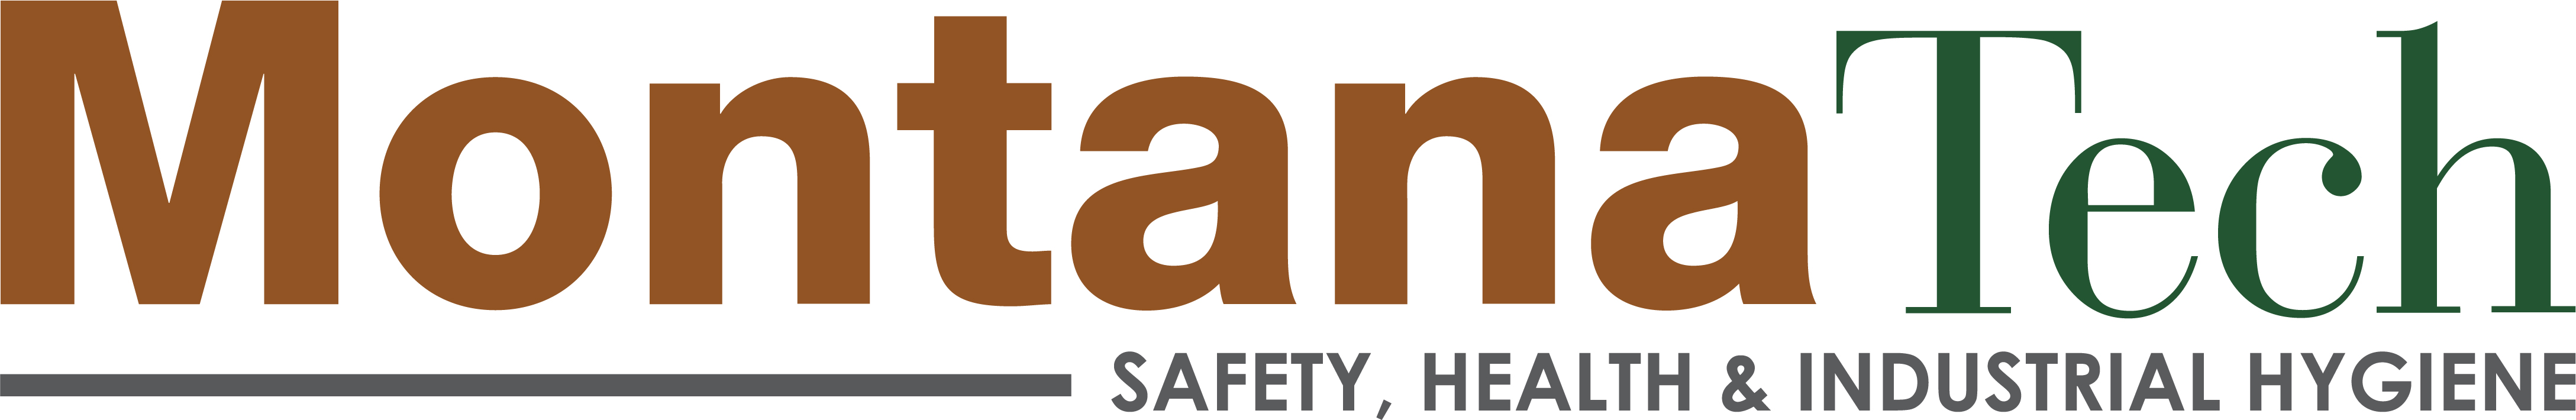 MontanaTech
SAFETY, HEALTH & INDUSTRIAL HYGIENE